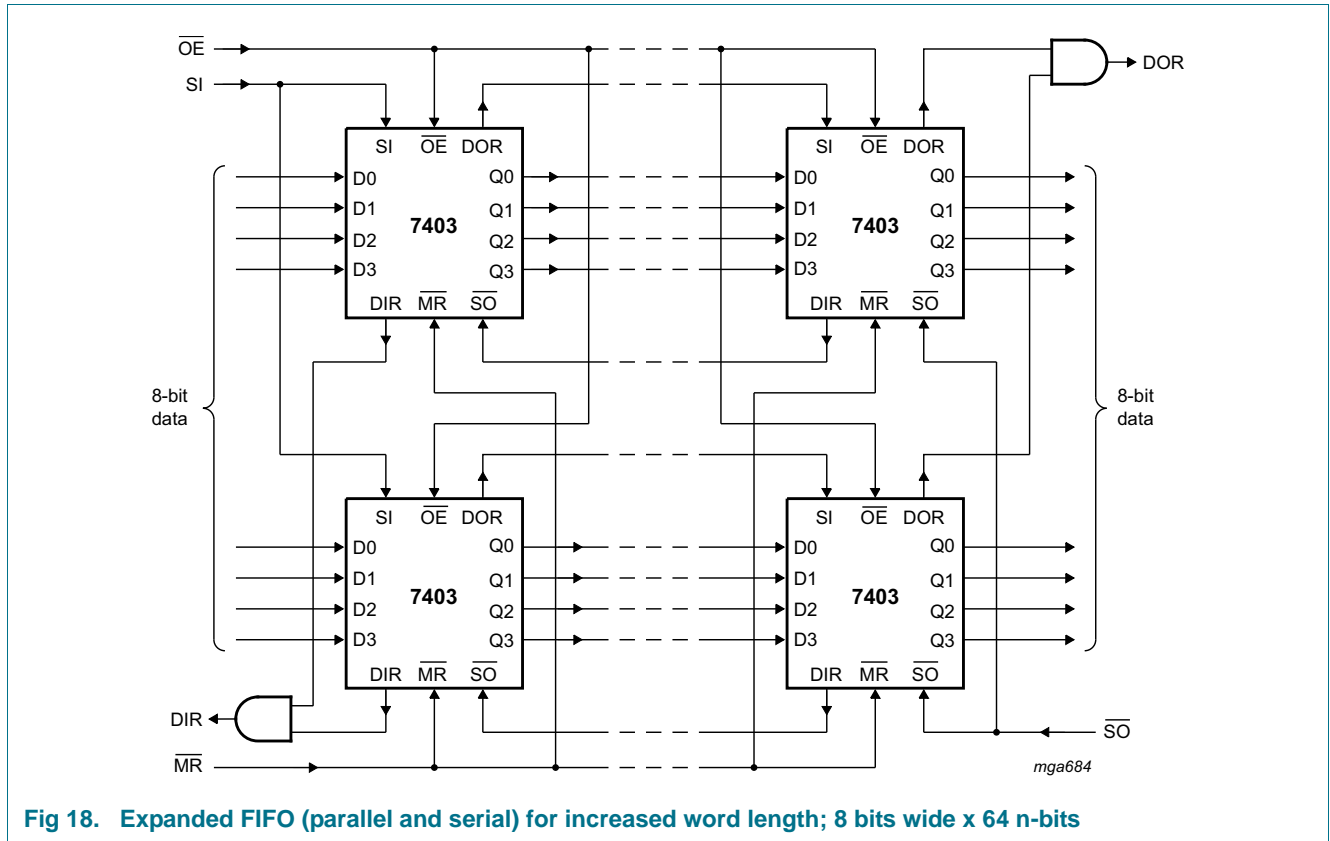 OE
SI
DOR
SI OE DOR
SI OE DOR
D0 Q0
D0 Q0
D1 Q1
D1 Q1
7403
7403
D2 Q2
D2 Q2
D3 Q3
D3 Q3
DIR MR SO
DIR MR SO
8-bit
data
8-bit
data
SI OE DOR
SI OE DOR
D0 Q0
D0 Q0
D1 Q1
D1 Q1
7403
7403
D2 Q2
D2 Q2
D3 Q3
D3 Q3
DIR MR SO
DIR MR SO
DIR
SO
MR
mga684
Fig 18. Expanded FIFO (parallel and serial) for increased word length; 8 bits wide x 64 n-bits